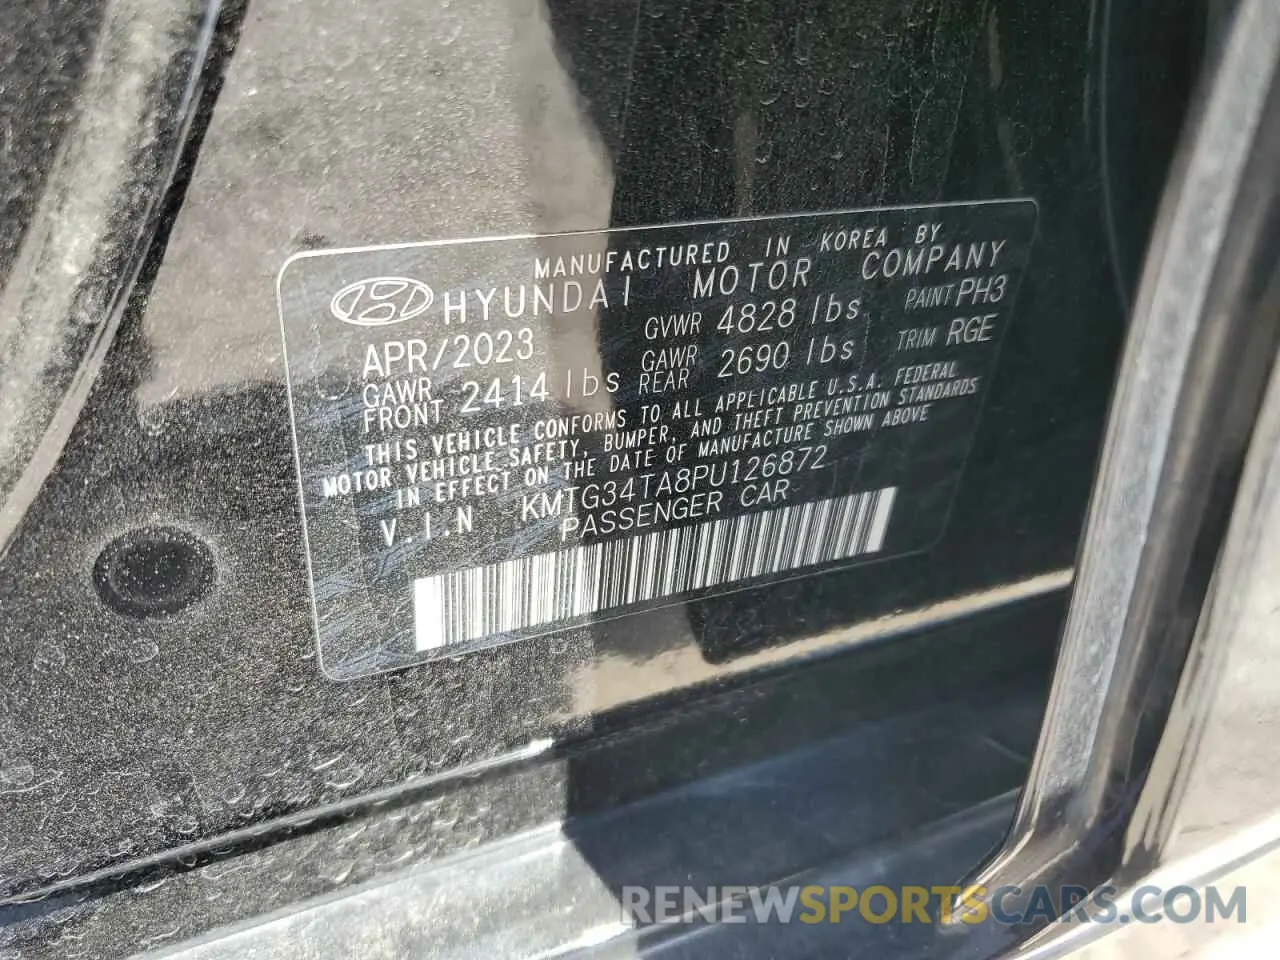 MANUFACTURED IN KOREA BY
HYUNDAI MOTOR COMPANY
APR/2023 GVWR 4828 lbs PAINT PH3
GAWR FRONT 2414 lbs GAWR REAR 2690 lbs TRIM RGE
THIS VEHICLE CONFORMS TO ALL APPLICABLE U.S.A. FEDERAL
MOTOR VEHICLE SAFETY, BUMPER, AND THEFT PREVENTION STANDARDS
IN EFFECT ON THE DATE OF MANUFACTURE SHOWN ABOVE
V.I.N KMTG34TA8PU126872
PASSENGER CAR
RENEWSPORTSCARS.COM